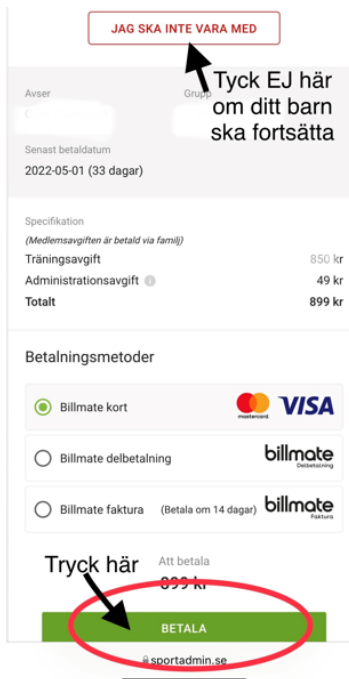 JAG SKA INTE VARA MED
Tyck EJ här
om ditt barn
ska fortsätta
Avser
Grupp
Senast betaldatum
2022-05-01 (33 dagar)
Specifikation
(Medlemsavgiften är betald via familj)
Träningsavgift 850 kr
Administrationsavgift i 49 kr
Totalt 899 kr
Betalningsmetoder
Billmate kort mastercard VISA
Billmate delbetalning billmate
Delbetalning
Billmate faktura (Betala om 14 dagar) billmate
Faktura
Tryck här
Att betala
899 kr
BETALA
sportadmin.se